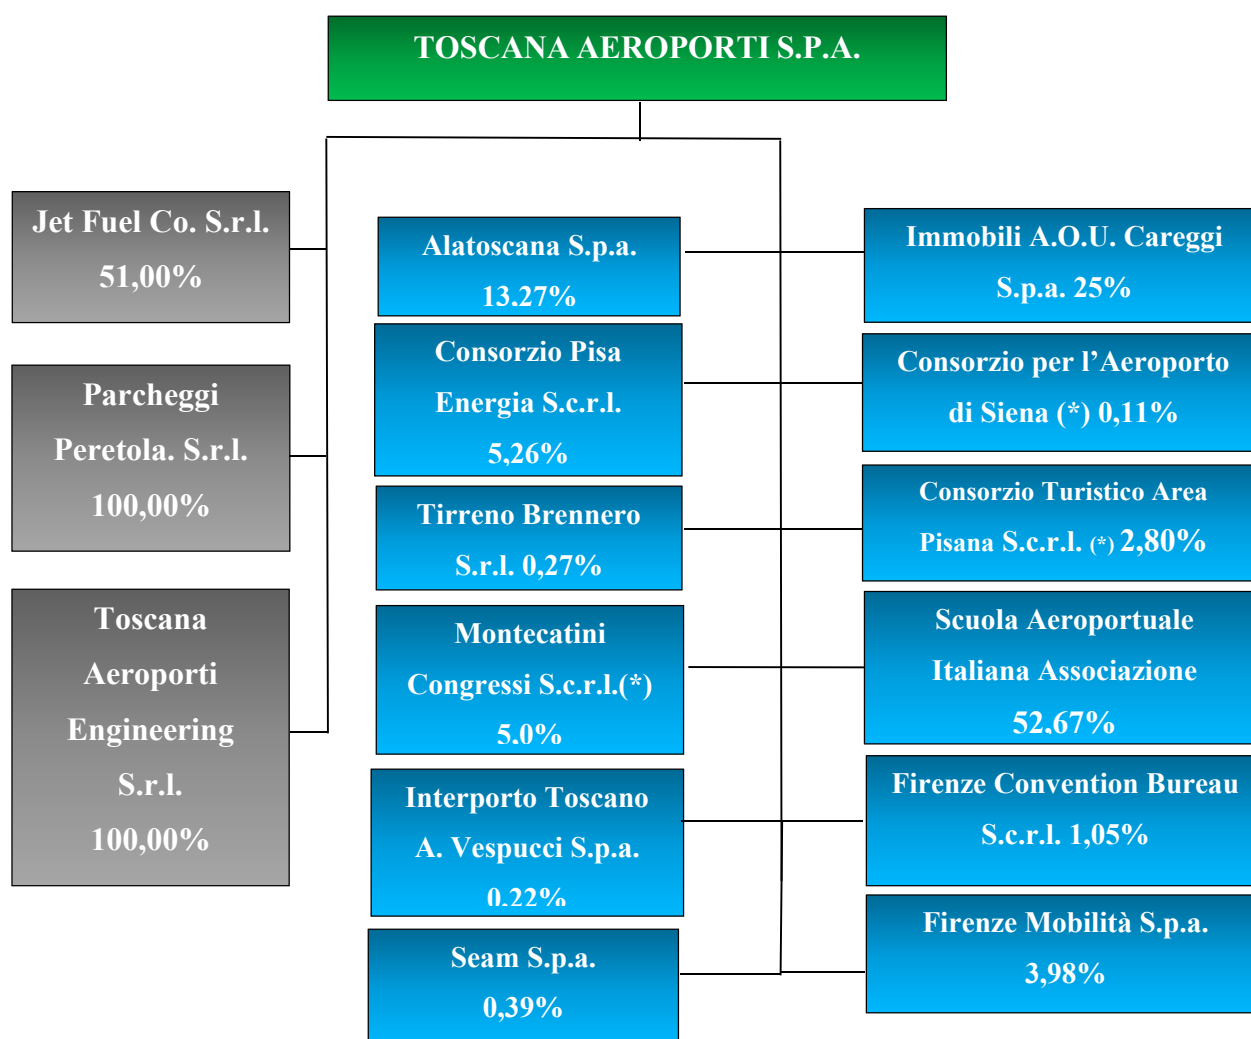 TOSCANA AEROPORTI S.P.A.
Jet Fuel Co. S.r.l.
51,00%
Parcheggi
Peretola. S.r.l.
100,00%
Toscana
Aeroporti
Engineering
S.r.l.
100,00%
Alatoscana S.p.a.
13,27%
Consorzio Pisa
Energia S.c.r.l.
5,26%
Tirreno Brennero
S.r.l. 0,27%
Montecatini
Congressi S.c.r.l.(*)
5,0%
Interporto Toscano
A. Vespucci S.p.a.
0,22%
Seam S.p.a.
0,39%
Immobili A.O.U. Careggi
S.p.a. 25%
Consorzio per l’Aeroporto
di Siena (*) 0,11%
Consorzio Turistico Area
Pisana S.c.r.l. (*) 2,80%
Scuola Aeroportuale
Italiana Associazione
52,67%
Firenze Convention Bureau
S.c.r.l. 1,05%
Firenze Mobilità S.p.a.
3,98%